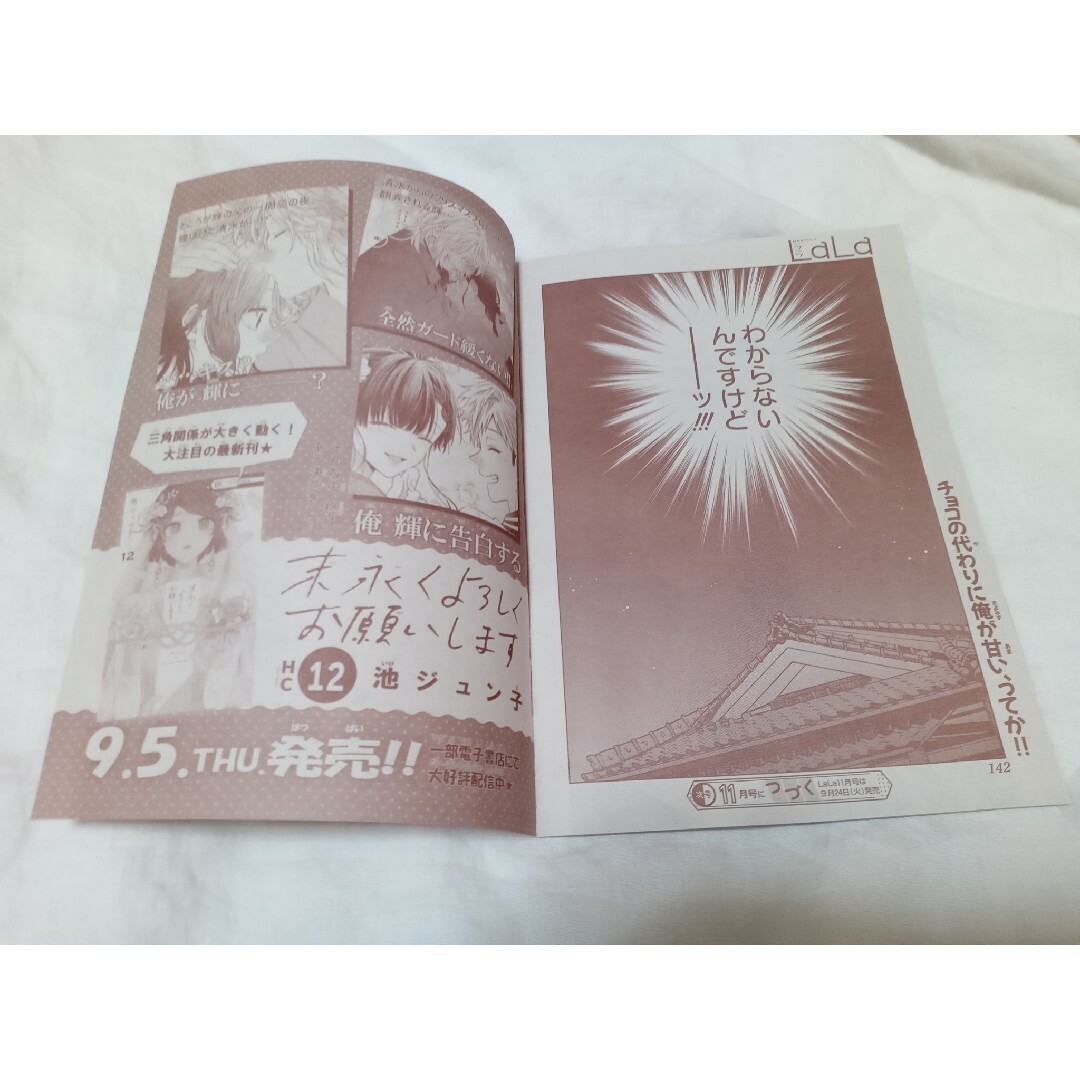 LaLa
わからない
んですけど
――ッ!!!
チョコの代わりに俺が甘い、ってか!!
142
11月号につづく
LaLa11月号は
9月24日(火)発売
全然ガード緩くない!!
俺が 輝に
?
三角関係が大きく動く!
大注目の最新刊★
俺 輝に告白する
12
末永くよろしく
お願いします
HC
12
池ジュン子
いけ
9.5.THU.発売!!
はつ ばい
一部電子書店にて
大好評配信中★